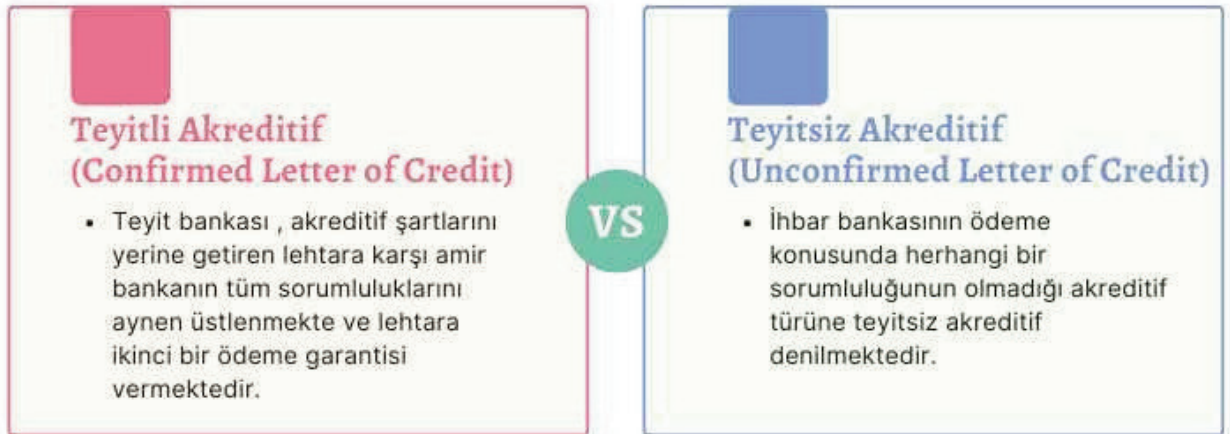 Teyitli Akreditif
(Confirmed Letter of Credit)
• Teyit bankası , akreditif şartlarını
yerine getiren lehtara karşı amir
bankanın tüm sorumluluklarını
aynen üstlenmekte ve lehtara
ikinci bir ödeme garantisi
vermektedir.
VS
Teyitsiz Akreditif
(Unconfirmed Letter of Credit)
• İhbar bankasının ödeme
konusunda herhangi bir
sorumluluğunun olmadığı akreditif
türüne teyitsiz akreditif
denilmektedir.